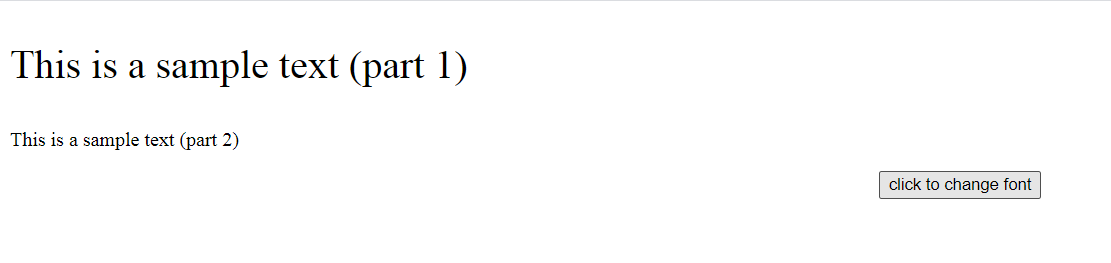 This is a sample text (part 1)
This is a sample text (part 2)
click to change font